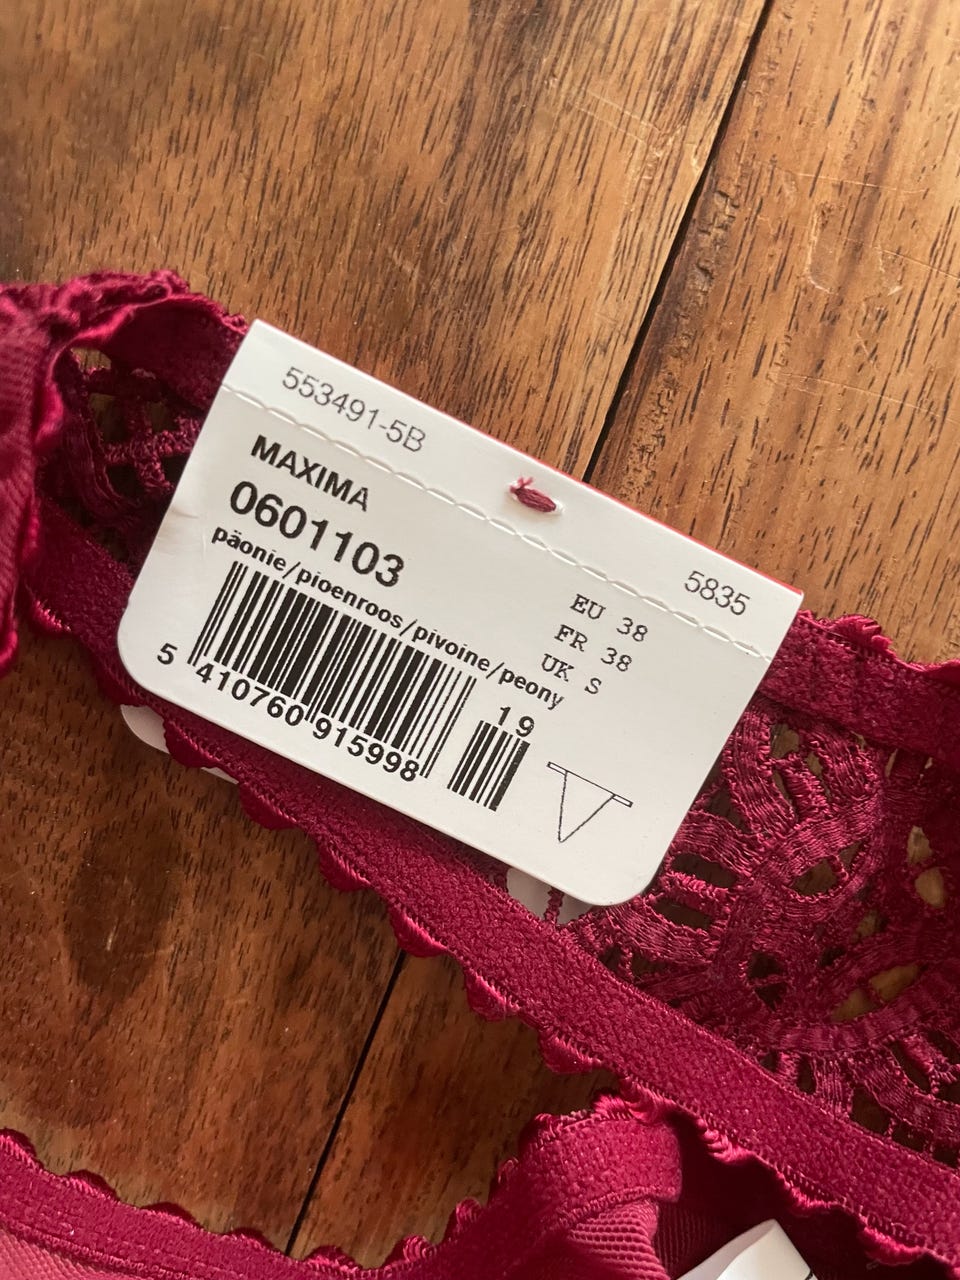 553491-5B
5835
MAXIMA
0601103
päonie/pioenroos/pivoine/peony
EU 38
FR 38
UK S
19
5 410760 915998